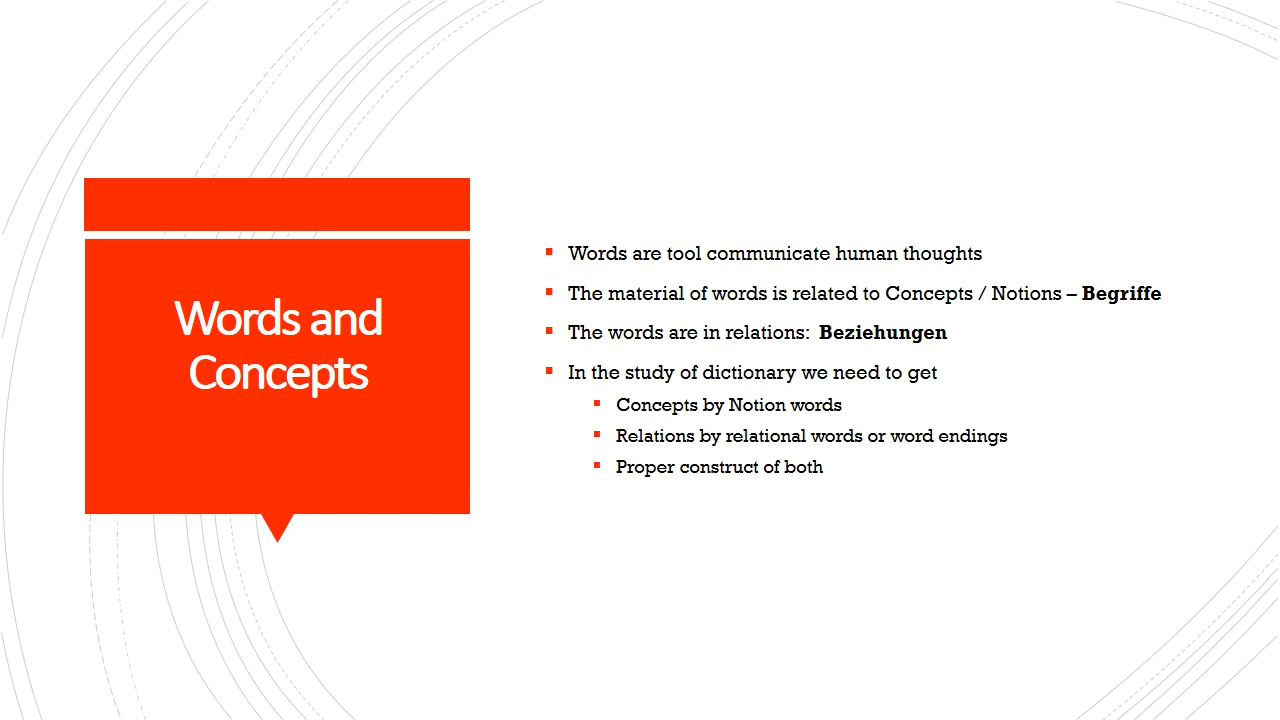 Words and
Concepts
Words are tool communicate human thoughts
The material of words is related to Concepts / Notions – Begriffe
The words are in relations: Beziehungen
In the study of dictionary we need to get
Concepts by Notion words
Relations by relational words or word endings
Proper construct of both